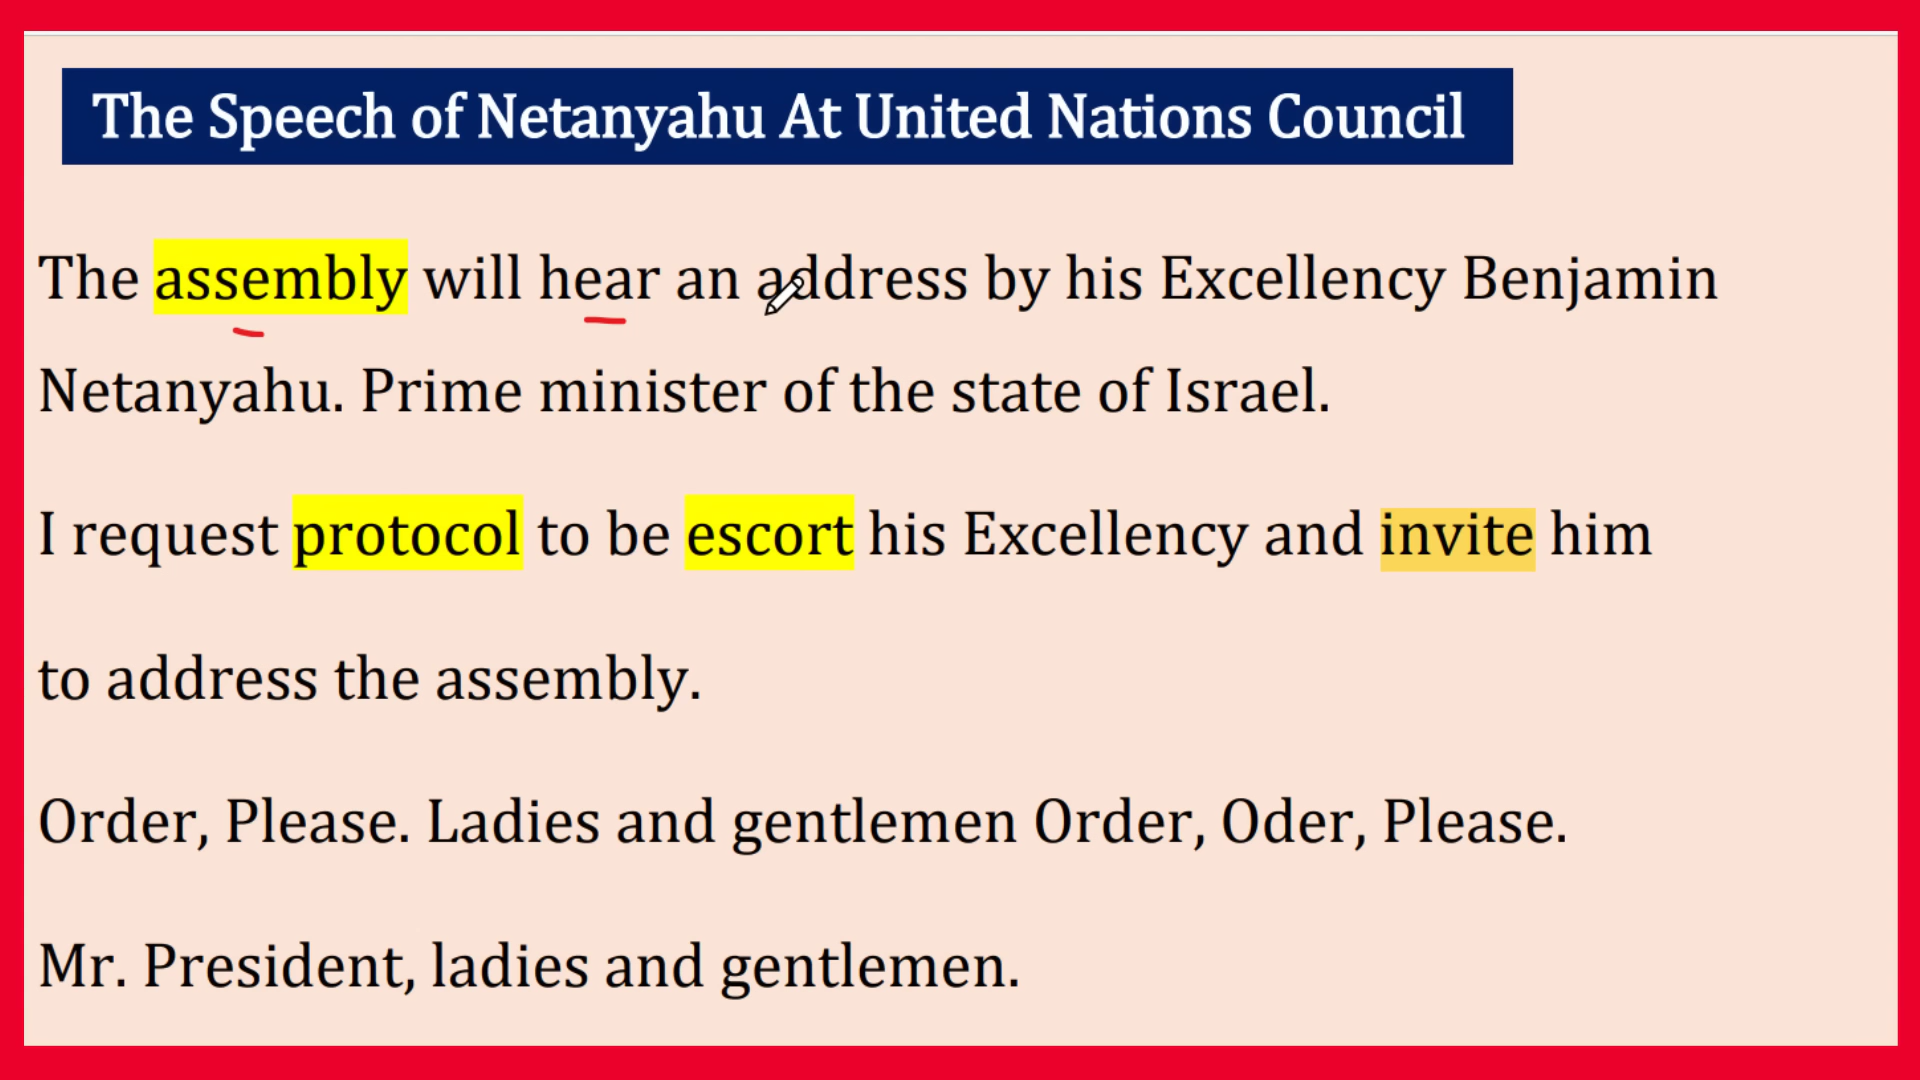 The Speech of Netanyahu At United Nations Council
The assembly will hear an address by his Excellency Benjamin
Netanyahu. Prime minister of the state of Israel.
I request protocol to be escort his Excellency and invite him
to address the assembly.
Order, Please. Ladies and gentlemen Order, Oder, Please.
Mr. President, ladies and gentlemen.